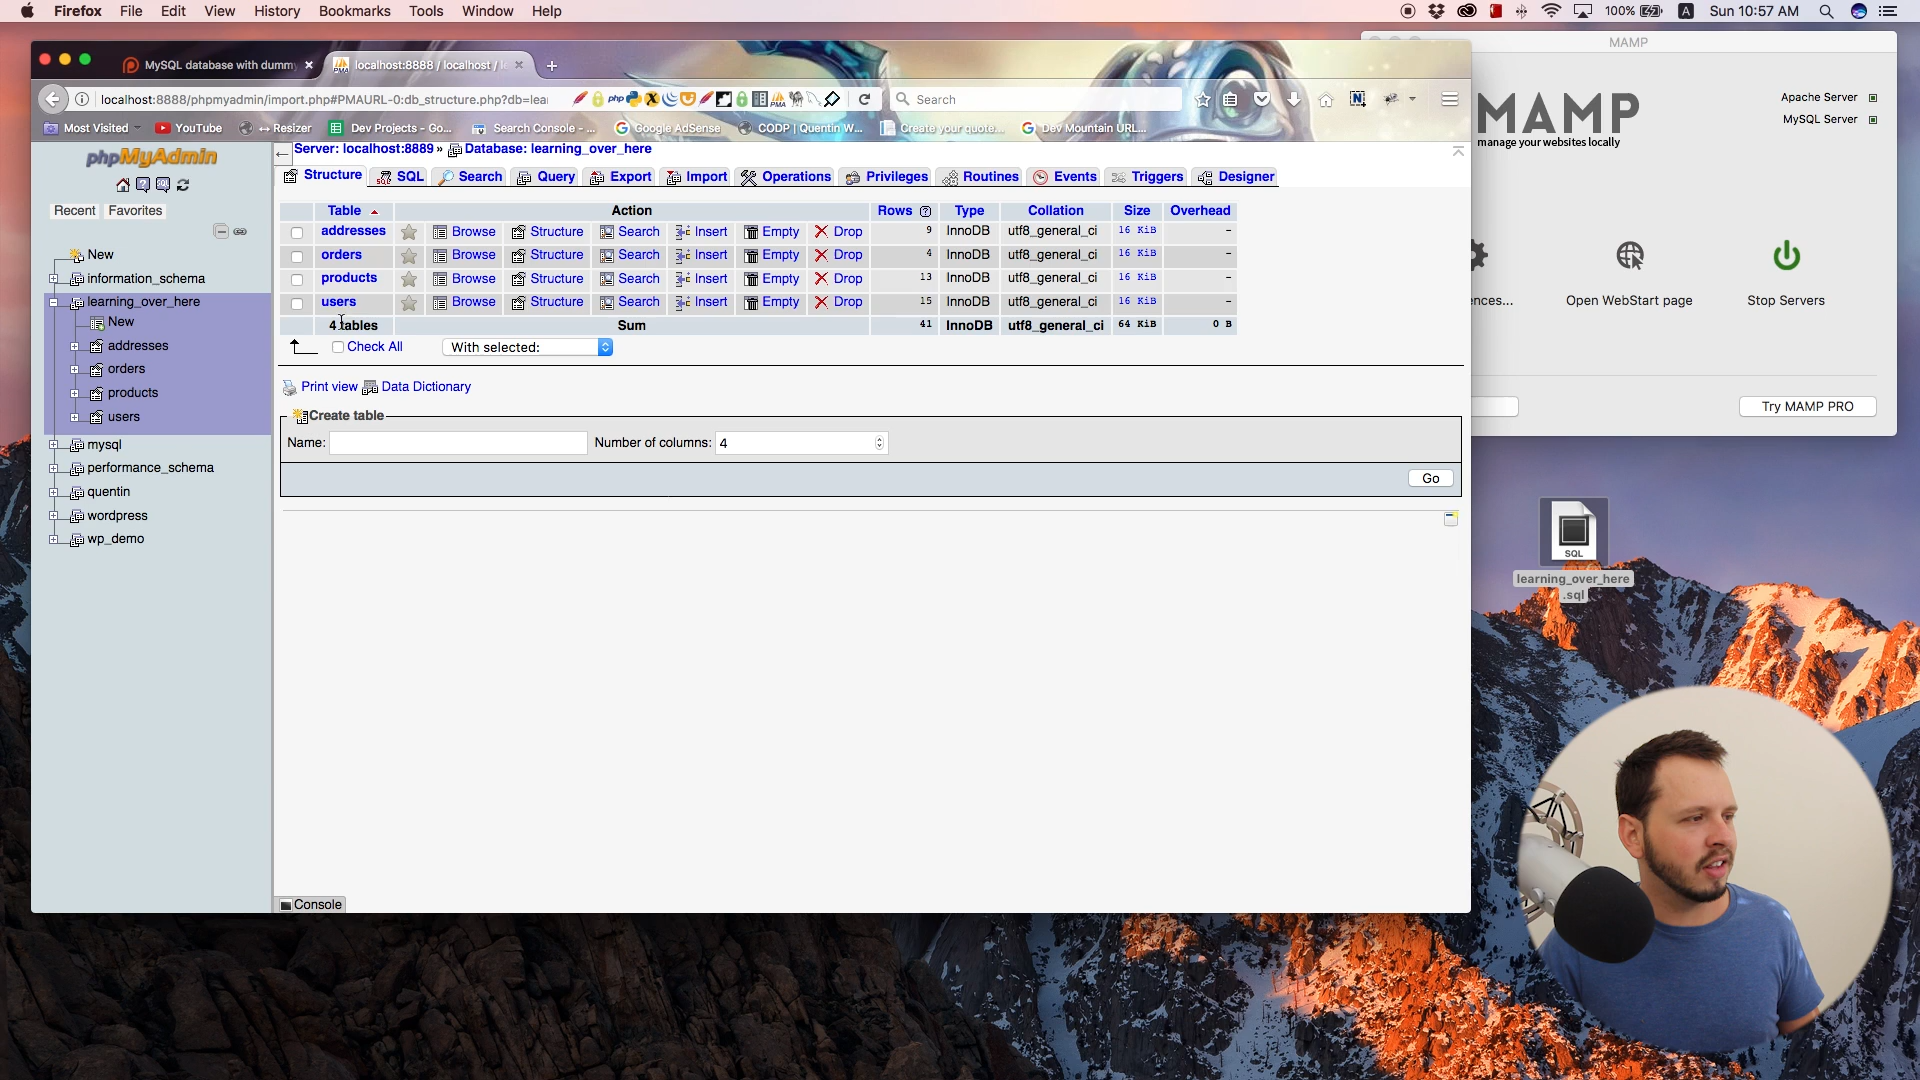 Firefox File Edit View History Bookmarks Tools Window Help
100% A Sun 10:57 AM
MAMP
MySQL database with dummy
localhost:8888 / localhost / le
localhost:8888/phpmyadmin/import.php#PMAURL-0:db_structure.php?db=lea
Search
Most Visited YouTube ↔ Resizer Dev Projects - Go... Search Console - ... Google AdSense CODP | Quentin W... Create your quote... Dev Mountain URL...
MAMP
manage your websites locally
Apache Server
MySQL Server
phpMyAdmin
Recent Favorites
New
information_schema
learning_over_here
New
addresses
orders
products
users
mysql
performance_schema
quentin
wordpress
wp_demo
Server: localhost:8889 » Database: learning_over_here
Structure SQL Search Query Export Import Operations Privileges Routines Events Triggers Designer
Table Action Rows Type Collation Size Overhead
addresses Browse Structure Search Insert Empty Drop 9 InnoDB utf8_general_ci 16 KiB -
orders Browse Structure Search Insert Empty Drop 4 InnoDB utf8_general_ci 16 KiB -
products Browse Structure Search Insert Empty Drop 13 InnoDB utf8_general_ci 16 KiB -
users Browse Structure Search Insert Empty Drop 15 InnoDB utf8_general_ci 16 KiB -
4 tables Sum 41 InnoDB utf8_general_ci 64 KiB 0 B
Check All With selected:
Print view Data Dictionary
Create table
Name: Number of columns: 4
Go
Console
ences...
Open WebStart page
Stop Servers
Try MAMP PRO
SQL
learning_over_here
.sql